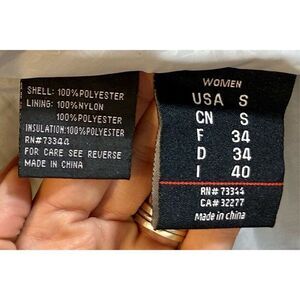 SHELL: 100%POLYESTER
LINING: 100%NYLON
100%POLYESTER
INSULATION:100%POLYESTER
RN#73344
FOR CARE SEE REVERSE
MADE IN CHINA
WOMEN
USA S
CN S
F 34
D 34
I 40
RN#73344
CA#32277
Made in china